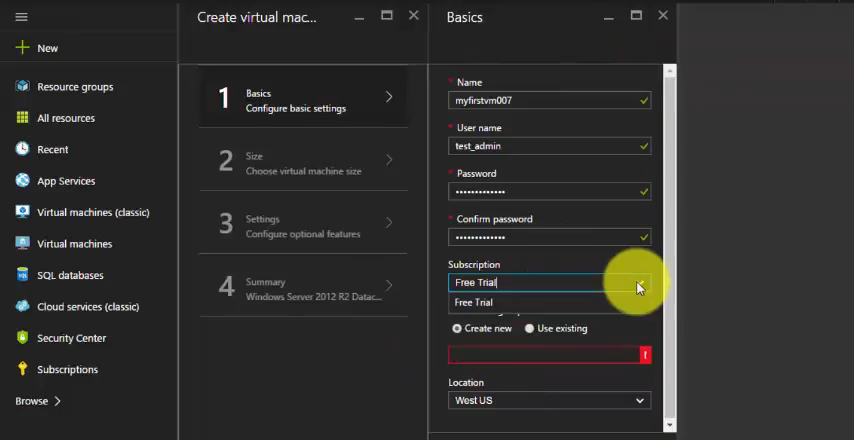 New
Resource groups
All resources
Recent
App Services
Virtual machines (classic)
Virtual machines
SQL databases
Cloud services (classic)
Security Center
Subscriptions
Browse
Create virtual mac...
1
Basics
Configure basic settings
2
Size
Choose virtual machine size
3
Settings
Configure optional features
4
Summary
Windows Server 2012 R2 Datac...
Basics
* Name
myfirstvm007
* User name
test_admin
* Password
•••••••••••••
* Confirm password
•••••••••••••
Subscription
Free Trial
Free Trial
Create new Use existing
!
Location
West US